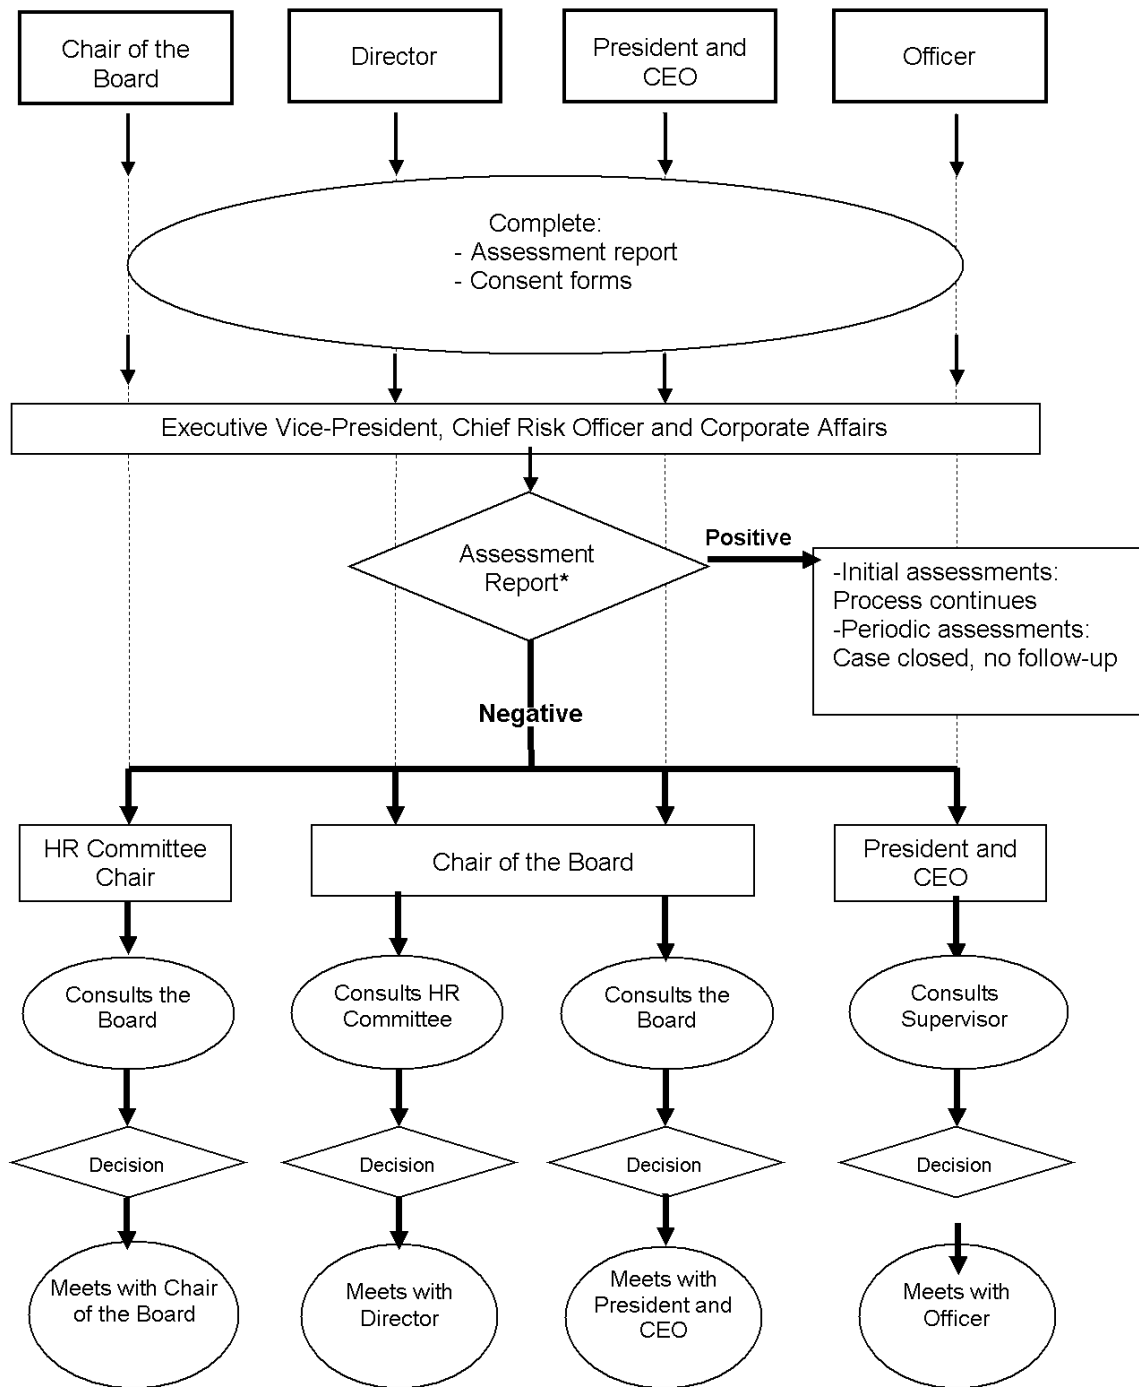 Chair of the
Board
Director
President and
CEO
Officer
Complete:
- Assessment report
- Consent forms
Executive Vice-President, Chief Risk Officer and Corporate Affairs
Assessment
Report*
Positive
-Initial assessments:
Process continues
-Periodic assessments:
Case closed, no follow-up
Negative
HR Committee
Chair
Chair of the Board
President and
CEO
Consults the
Board
Consults HR
Committee
Consults the
Board
Consults
Supervisor
Decision
Decision
Decision
Decision
Meets with Chair
of the Board
Meets with
Director
Meets with
President and
CEO
Meets with
Officer